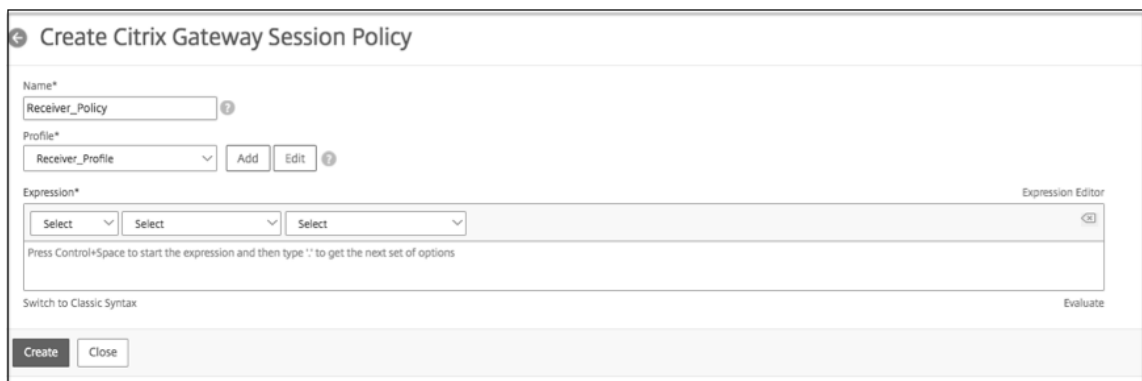 Create Citrix Gateway Session Policy
Name*
Receiver_Policy
Profile*
Receiver_Profile Add Edit
Expression* Expression Editor
Select Select Select
Press Control+Space to start the expression and then type '.' to get the next set of options
Switch to Classic Syntax Evaluate
Create Close